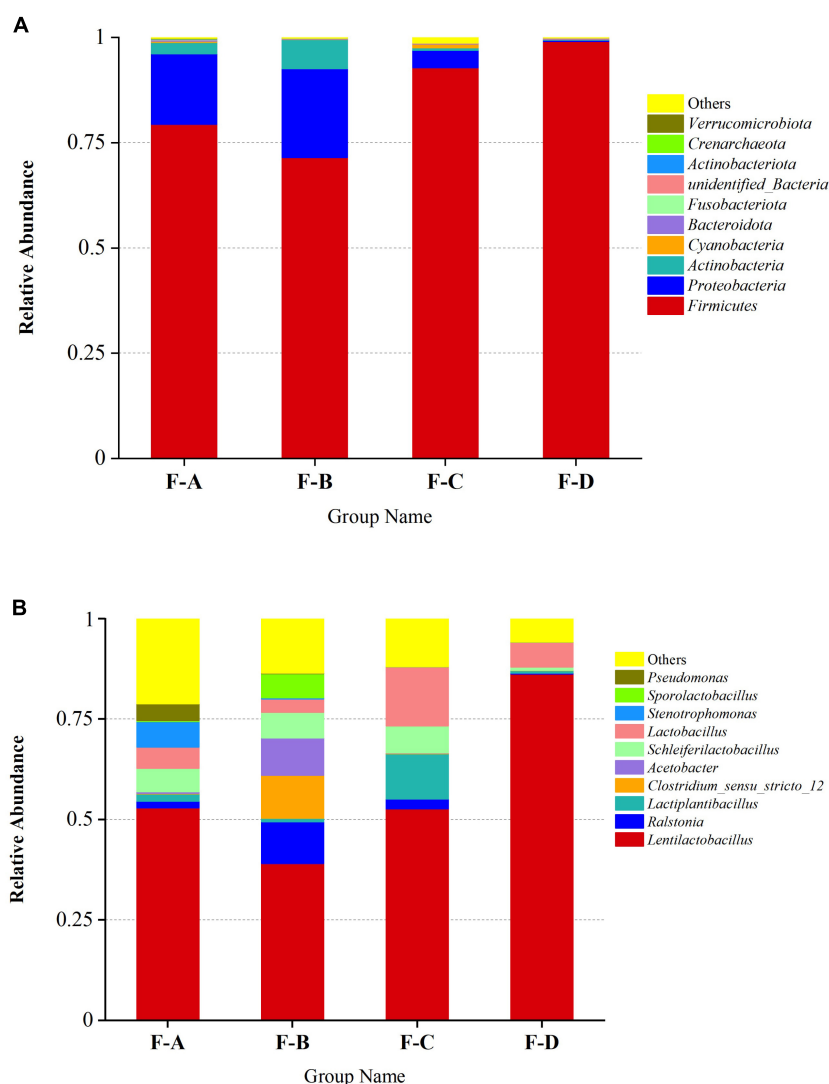 A
1
0.75
0.5
0.25
0
Relative Abundance
F-A F-B F-C F-D
Group Name
Others
Verrucomicrobiota
Crenarchaeota
Actinobacteriota
unidentified_Bacteria
Fusobacteriota
Bacteroidota
Cyanobacteria
Actinobacteria
Proteobacteria
Firmicutes
B
1
0.75
0.5
0.25
0
Relative Abundance
F-A F-B F-C F-D
Group Name
Others
Pseudomonas
Sporolactobacillus
Stenotrophomonas
Lactobacillus
Schleiferilactobacillus
Acetobacter
Clostridium_sensu_stricto_12
Lactiplantibacillus
Ralstonia
Lentilactobacillus